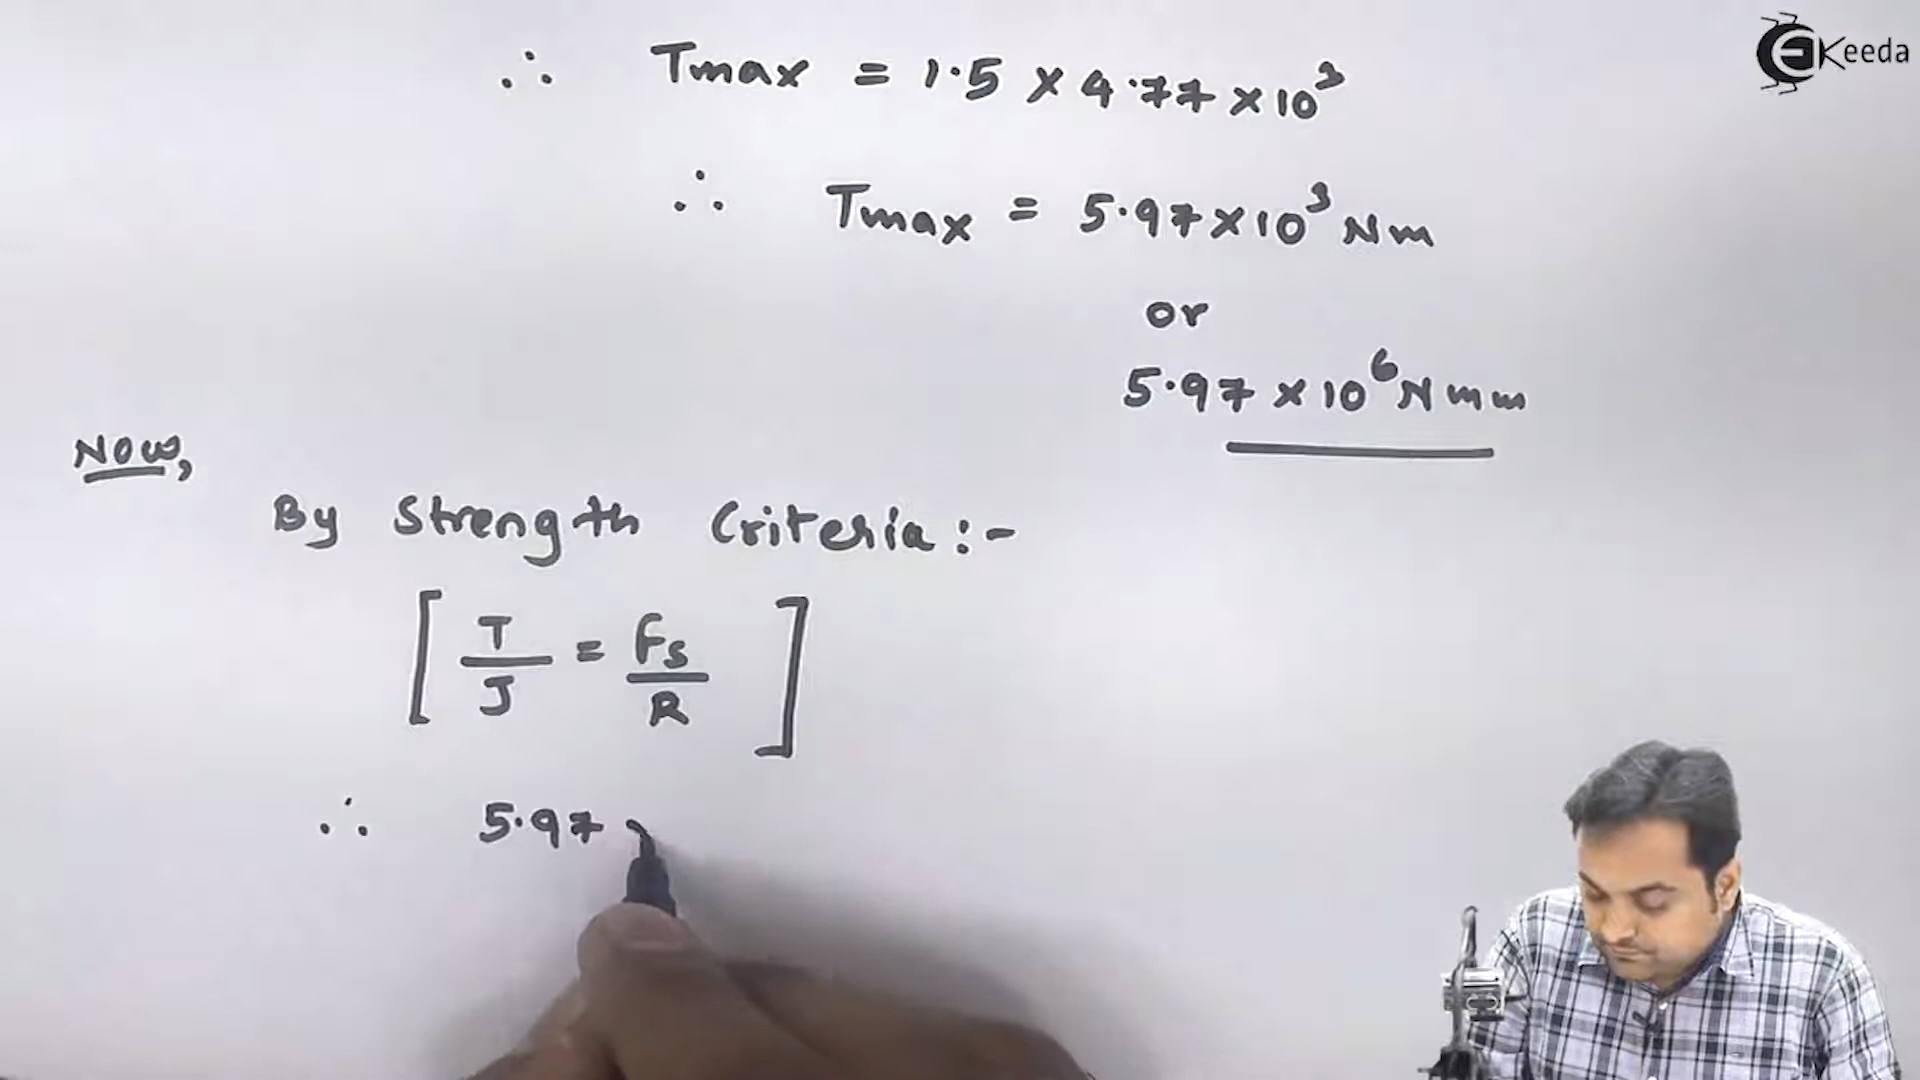 EKeeda
∴ Tmax = 1.5 × 4.77 × 10³
∴ Tmax = 5.97 × 10³ Nm
or
5.97 × 10⁶ Nmm
Now,
By Strength Criteria :-
[ T/J = Fs/R ]
∴ 5.97